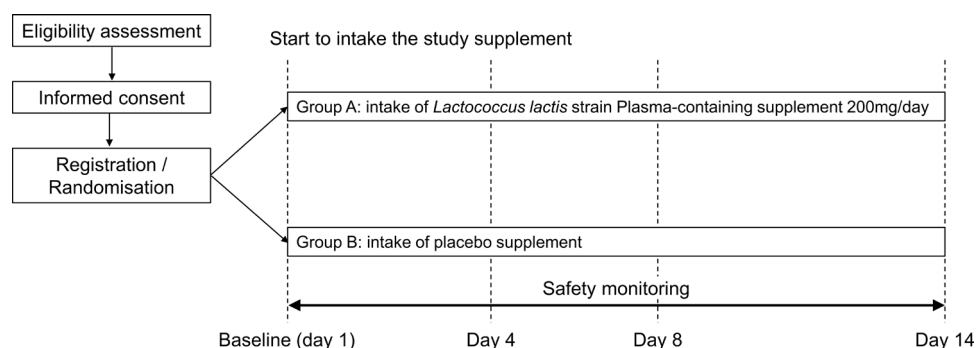 Eligibility assessment
Start to intake the study supplement
Informed consent
Group A: intake of Lactococcus lactis strain Plasma-containing supplement 200mg/day
Registration /
Randomisation
Group B: intake of placebo supplement
Safety monitoring
Baseline (day 1)
Day 4
Day 8
Day 14